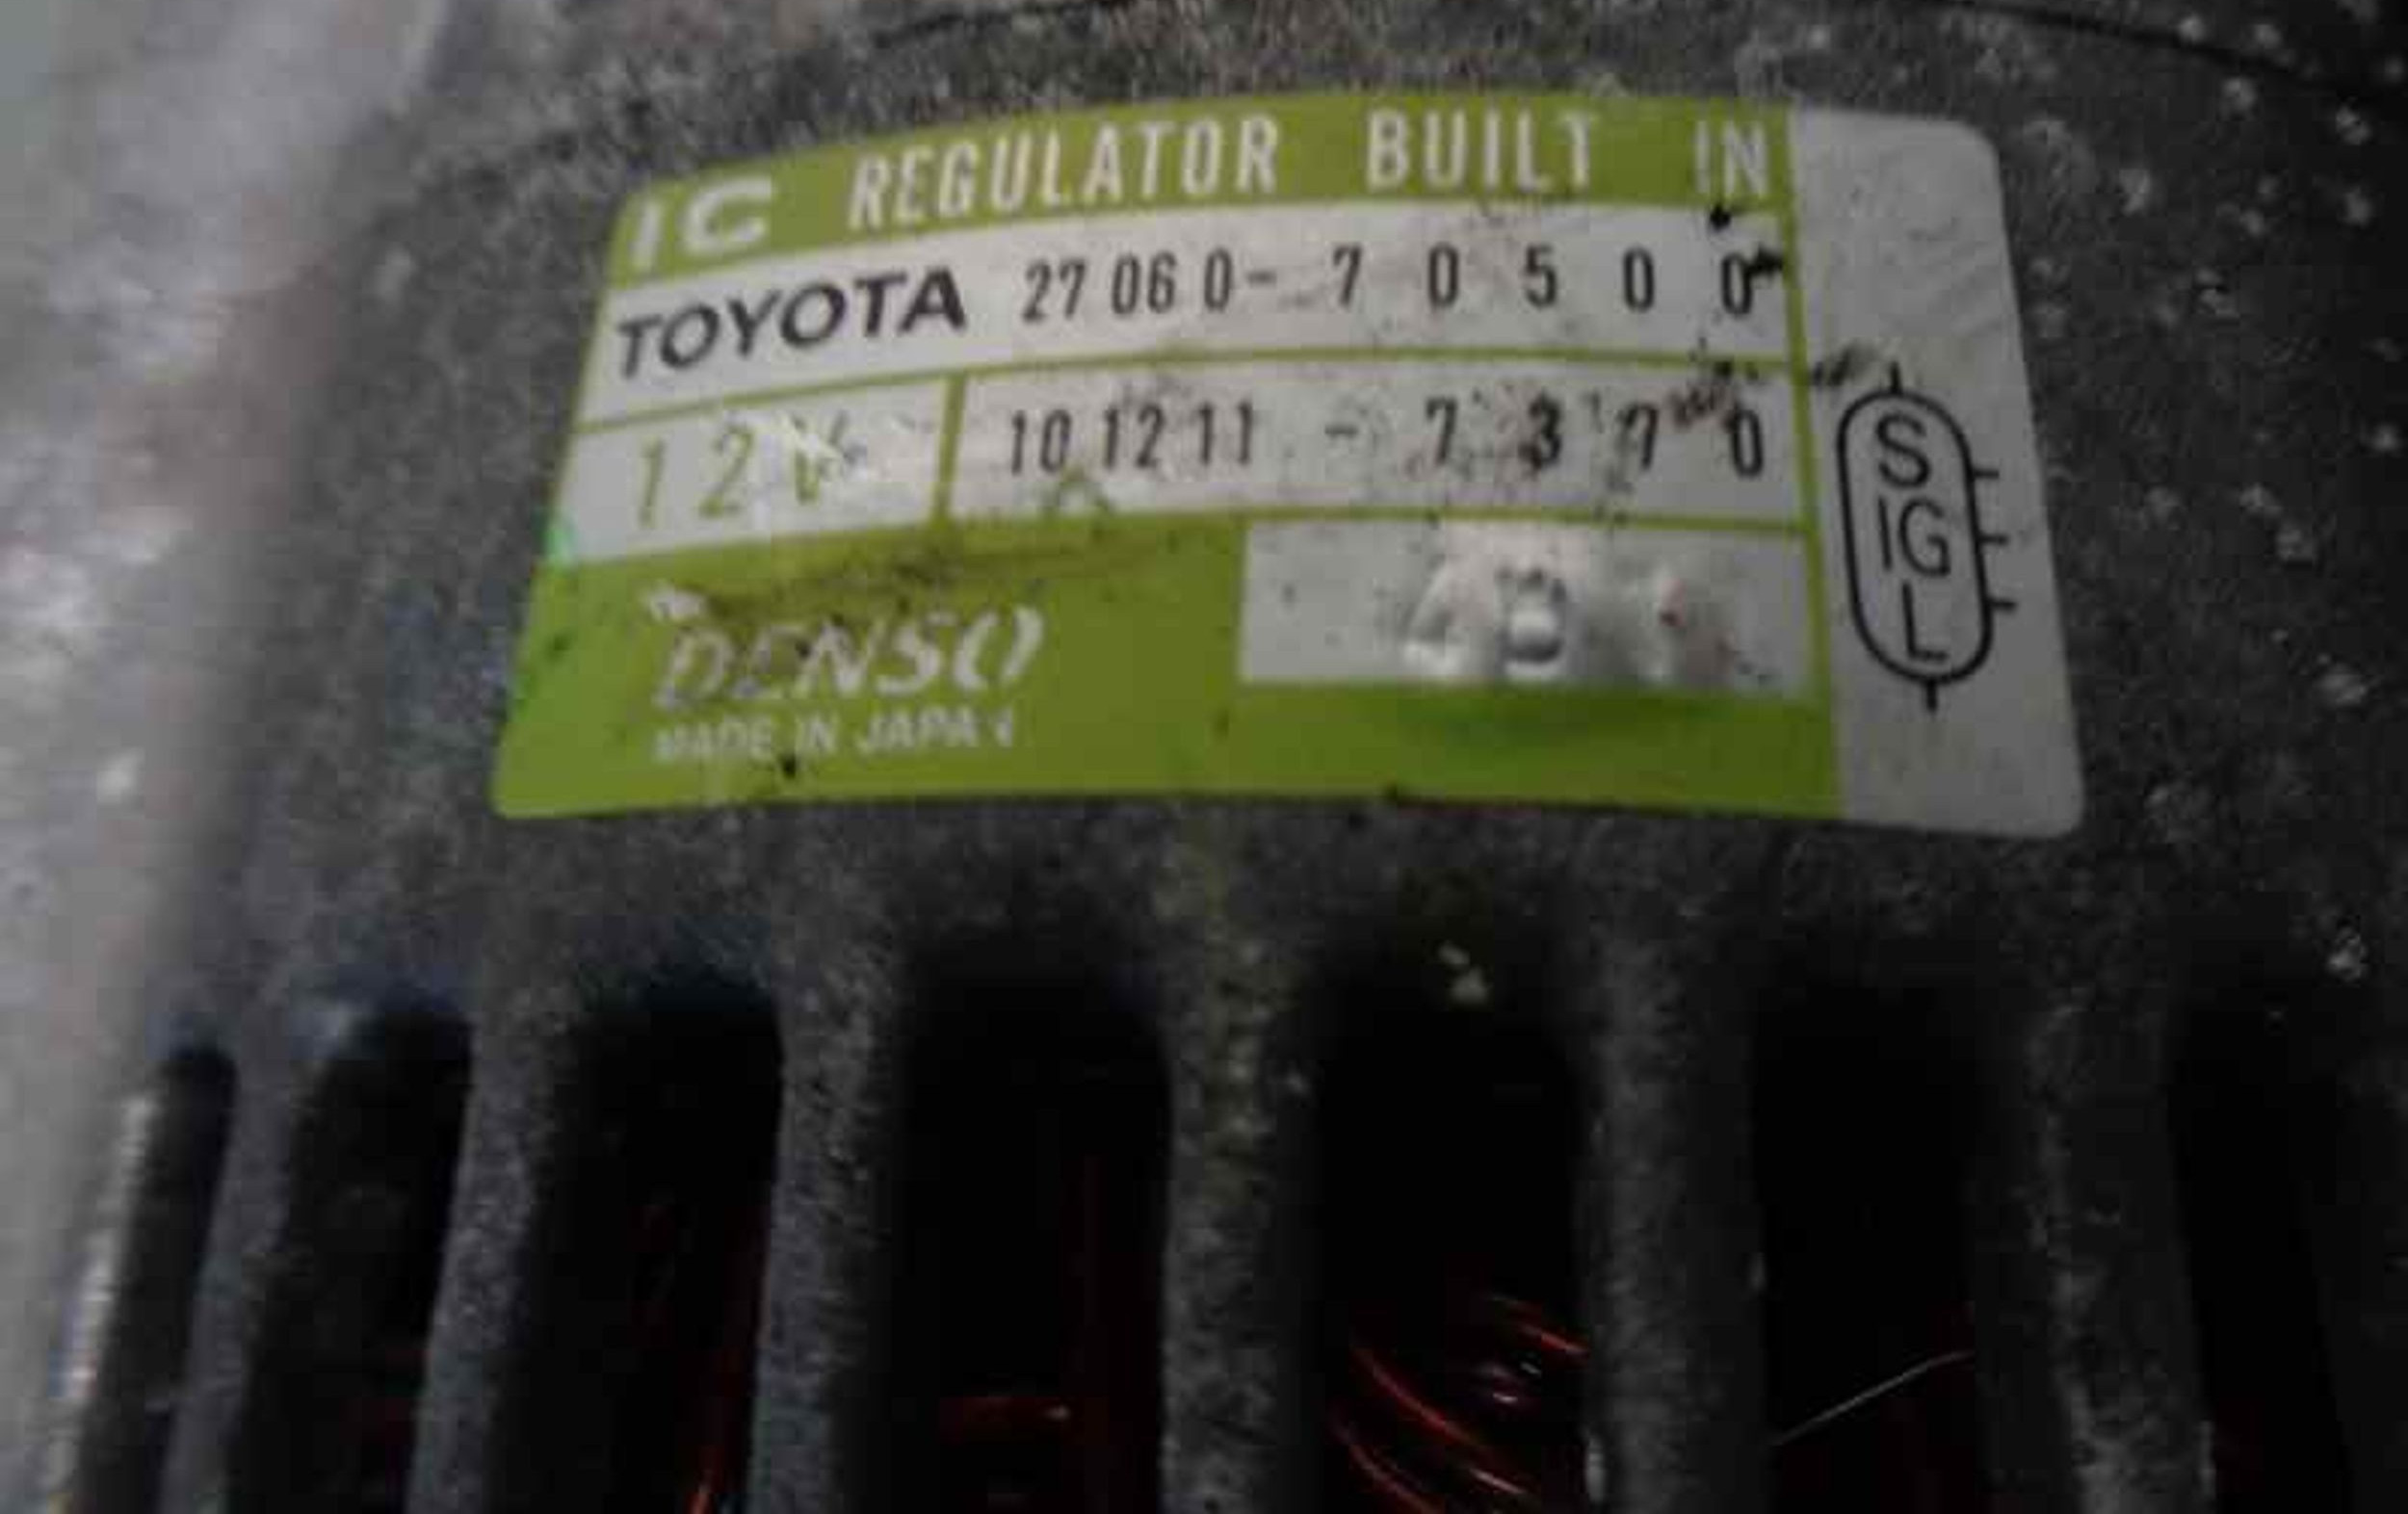 IC REGULATOR BUILT IN
TOYOTA 27060-70500
12V 101211-7370
DENSO
MADE IN JAPAN
S
IG
L